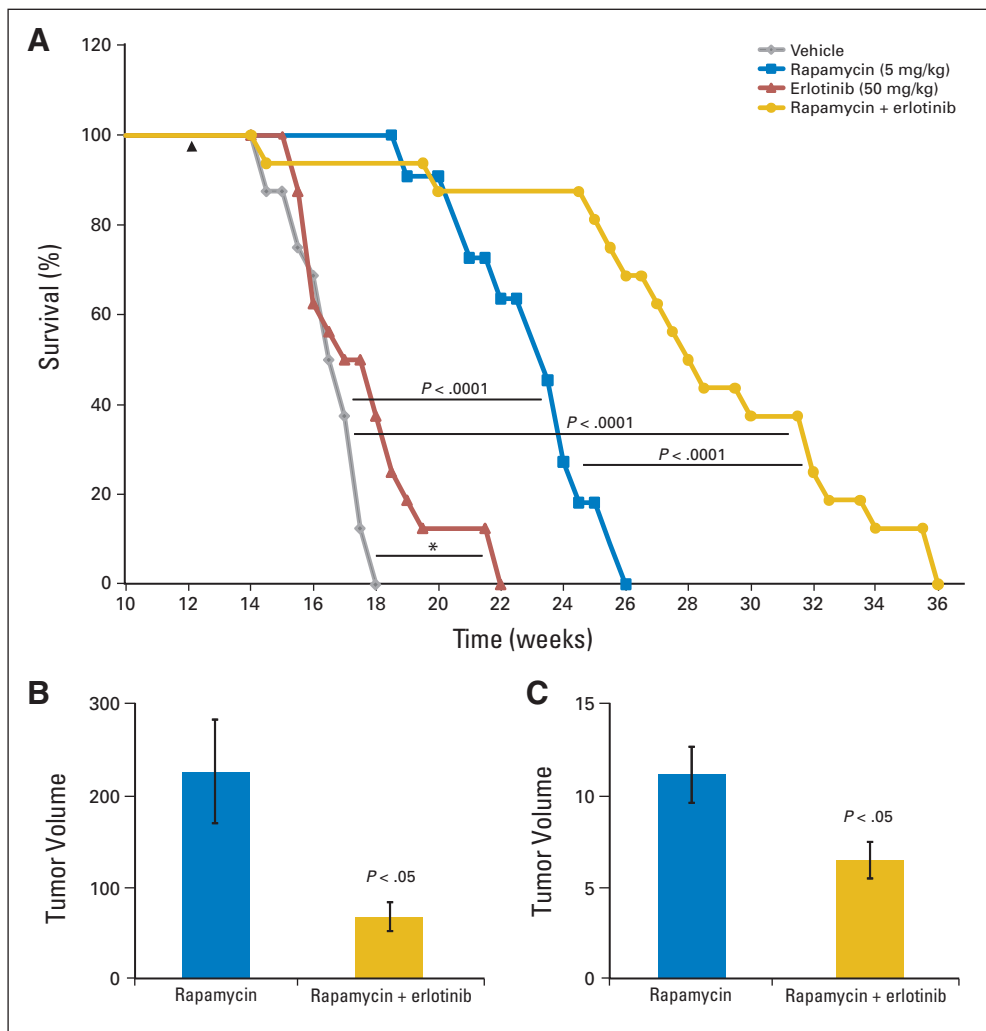 A
120
100
80
60
40
20
0
Survival (%)
Vehicle
Rapamycin (5 mg/kg)
Erlotinib (50 mg/kg)
Rapamycin + erlotinib
P < .0001
P < .0001
P < .0001
*
10 12 14 16 18 20 22 24 26 28 30 32 34 36
Time (weeks)
B
300
200
100
0
Tumor Volume
P < .05
Rapamycin Rapamycin + erlotinib
C
15
10
5
0
Tumor Volume
P < .05
Rapamycin Rapamycin + erlotinib